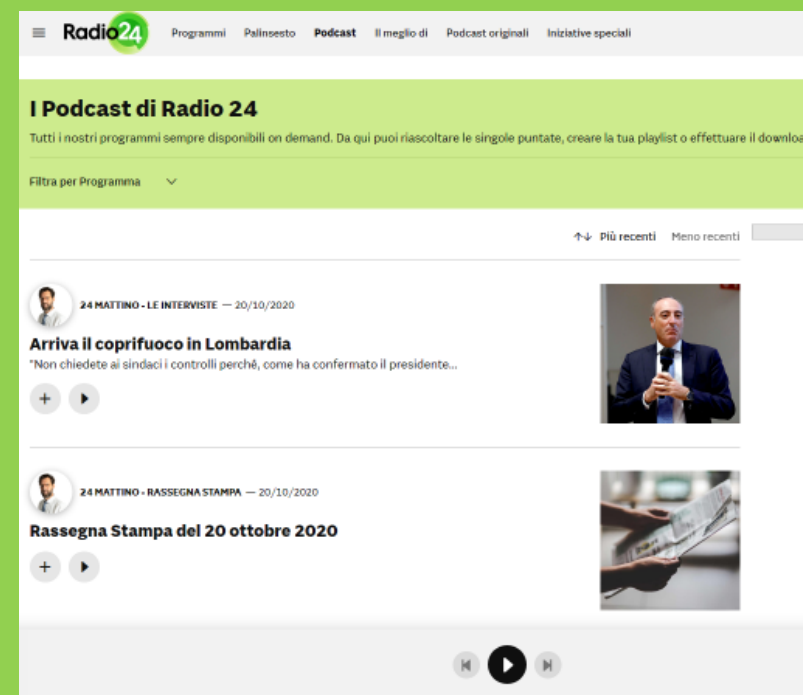 Radio24
Programmi Palinsesto Podcast Il meglio di Podcast originali Iniziative speciali
I Podcast di Radio 24
Tutti i nostri programmi sempre disponibili on demand. Da qui puoi riascoltare le singole puntate, creare la tua playlist o effettuare il
Filtra per Programma
Più recenti Meno recenti
24 MATTINO - LE INTERVISTE — 20/10/2020
Arriva il coprifuoco in Lombardia
"Non chiedete ai sindaci i controlli perché, come ha confermato il presidente...
24 MATTINO - RASSEGNA STAMPA — 20/10/2020
Rassegna Stampa del 20 ottobre 2020